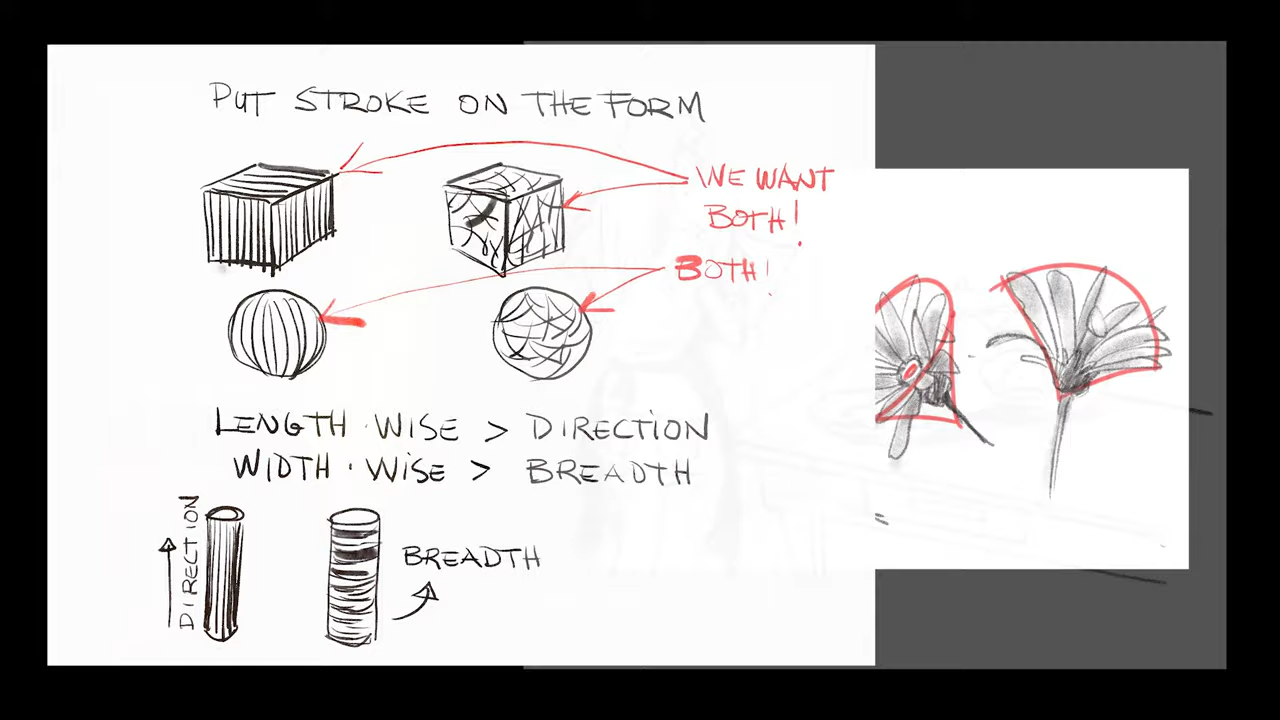 PUT STROKE ON THE FORM
WE WANT
BOTH!
BOTH!
LENGTH·WISE > DIRECTION
WIDTH·WISE > BREADTH
DIRECTION
BREADTH